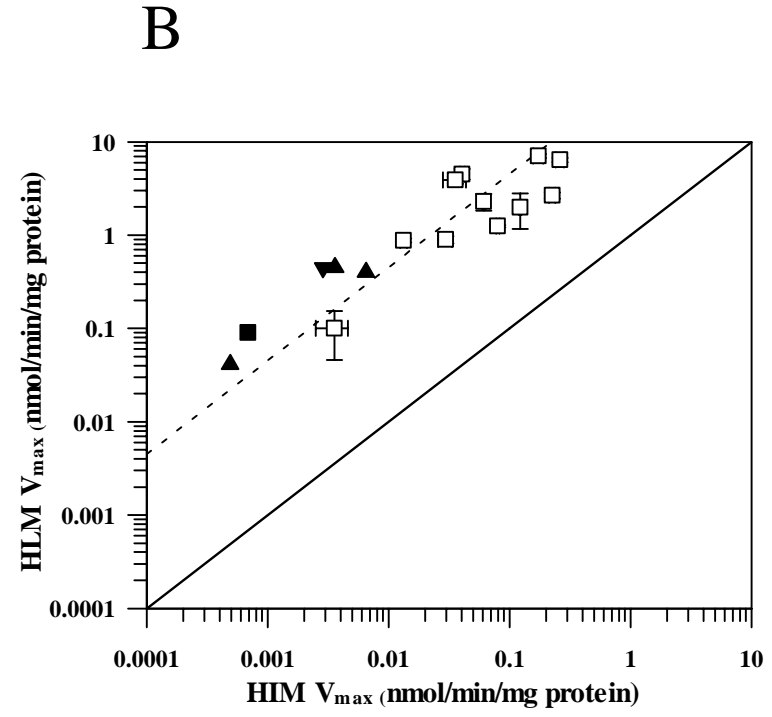 B
10
1
0.1
0.01
0.001
0.0001
HLM Vmax (nmol/min/mg protein)
0.0001 0.001 0.01 0.1 1 10
HIM Vmax (nmol/min/mg protein)